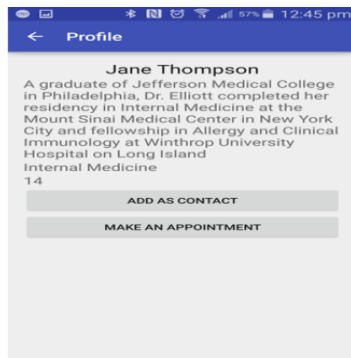 57% 12:45 pm
Profile
Jane Thompson
A graduate of Jefferson Medical College
in Philadelphia, Dr. Elliott completed her
residency in Internal Medicine at the
Mount Sinai Medical Center in New York
City and fellowship in Allergy and Clinical
Immunology at Winthrop University
Hospital on Long Island
Internal Medicine
14
ADD AS CONTACT
MAKE AN APPOINTMENT